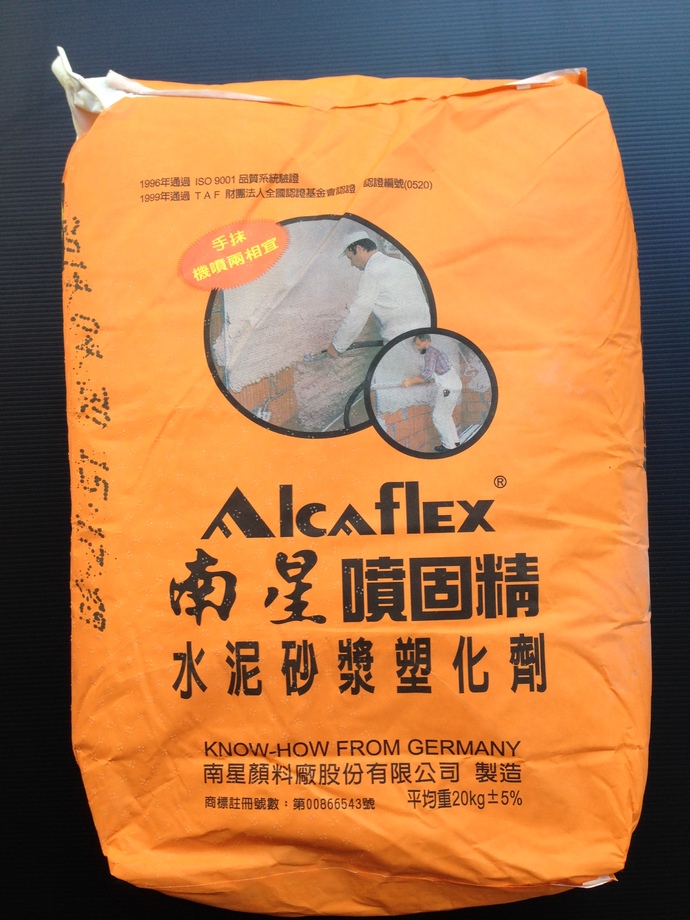 1996年通過 ISO 9001 品質系統驗證
1999年通過 TAF 財團法人全國認證基金會認證 認證編號(0520)
手抹
機噴兩相宜
Alcaflex®
南星噴固精
水泥砂漿塑化劑
KNOW-HOW FROM GERMANY
南星顏料廠股份有限公司 製造
商標註冊號數：第00866543號 平均重20kg±5%